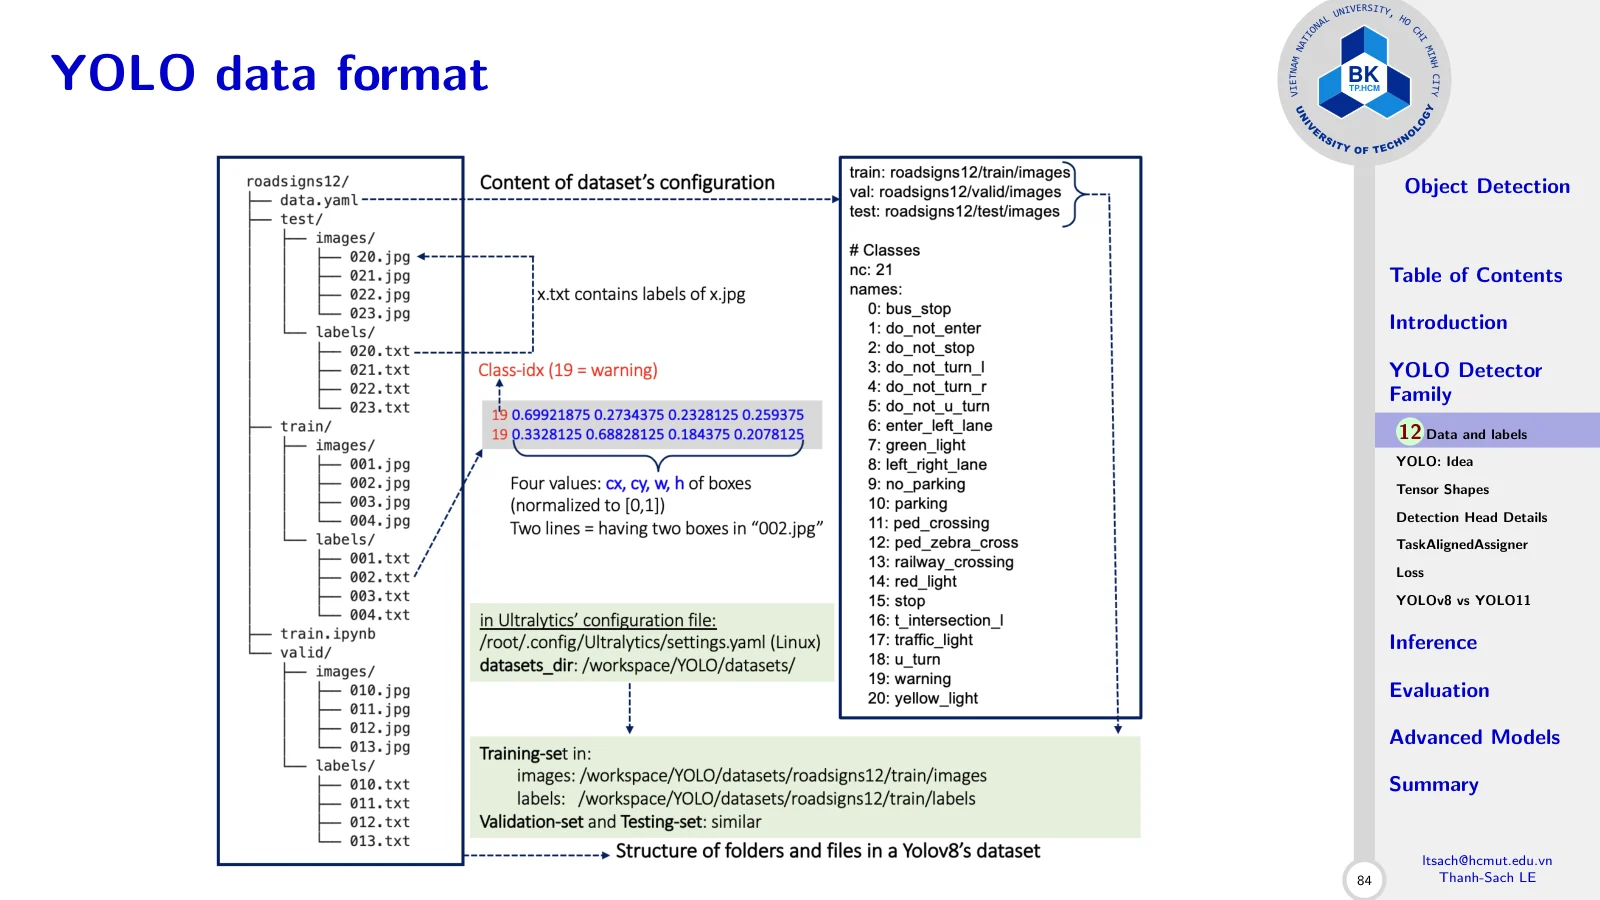 YOLO data format
roadsigns12/
data.yaml
test/
images/
020.jpg
021.jpg
022.jpg
023.jpg
labels/
020.txt
021.txt
022.txt
023.txt
train/
images/
001.jpg
002.jpg
003.jpg
004.jpg
labels/
001.txt
002.txt
003.txt
004.txt
train.ipynb
valid/
images/
010.jpg
011.jpg
012.jpg
013.jpg
labels/
010.txt
011.txt
012.txt
013.txt
Content of dataset's configuration
x.txt contains labels of x.jpg
Class-idx (19 = warning)
19 0.69921875 0.2734375 0.2328125 0.259375
19 0.3328125 0.68828125 0.184375 0.2078125
Four values: cx, cy, w, h of boxes
(normalized to [0,1])
Two lines = having two boxes in “002.jpg”
in Ultralytics' configuration file:
/root/.config/Ultralytics/settings.yaml (Linux)
datasets_dir: /workspace/YOLO/datasets/
train: roadsigns12/train/images
val: roadsigns12/valid/images
test: roadsigns12/test/images
# Classes
nc: 21
names:
0: bus_stop
1: do_not_enter
2: do_not_stop
3: do_not_turn_l
4: do_not_turn_r
5: do_not_u_turn
6: enter_left_lane
7: green_light
8: left_right_lane
9: no_parking
10: parking
11: ped_crossing
12: ped_zebra_cross
13: railway_crossing
14: red_light
15: stop
16: t_intersection_l
17: traffic_light
18: u_turn
19: warning
20: yellow_light
Training-set in:
images: /workspace/YOLO/datasets/roadsigns12/train/images
labels: /workspace/YOLO/datasets/roadsigns12/train/labels
Validation-set and Testing-set: similar
Structure of folders and files in a Yolov8's dataset
VIETNAM NATIONAL UNIVERSITY, HO CHI MINH CITY
BK
TP.HCM
UNIVERSITY OF TECHNOLOGY
Object Detection
Table of Contents
Introduction
YOLO Detector
Family
12 Data and labels
YOLO: Idea
Tensor Shapes
Detection Head Details
TaskAlignedAssigner
Loss
YOLOv8 vs YOLO11
Inference
Evaluation
Advanced Models
Summary
ltsach@hcmut.edu.vn
Thanh-Sach LE
84